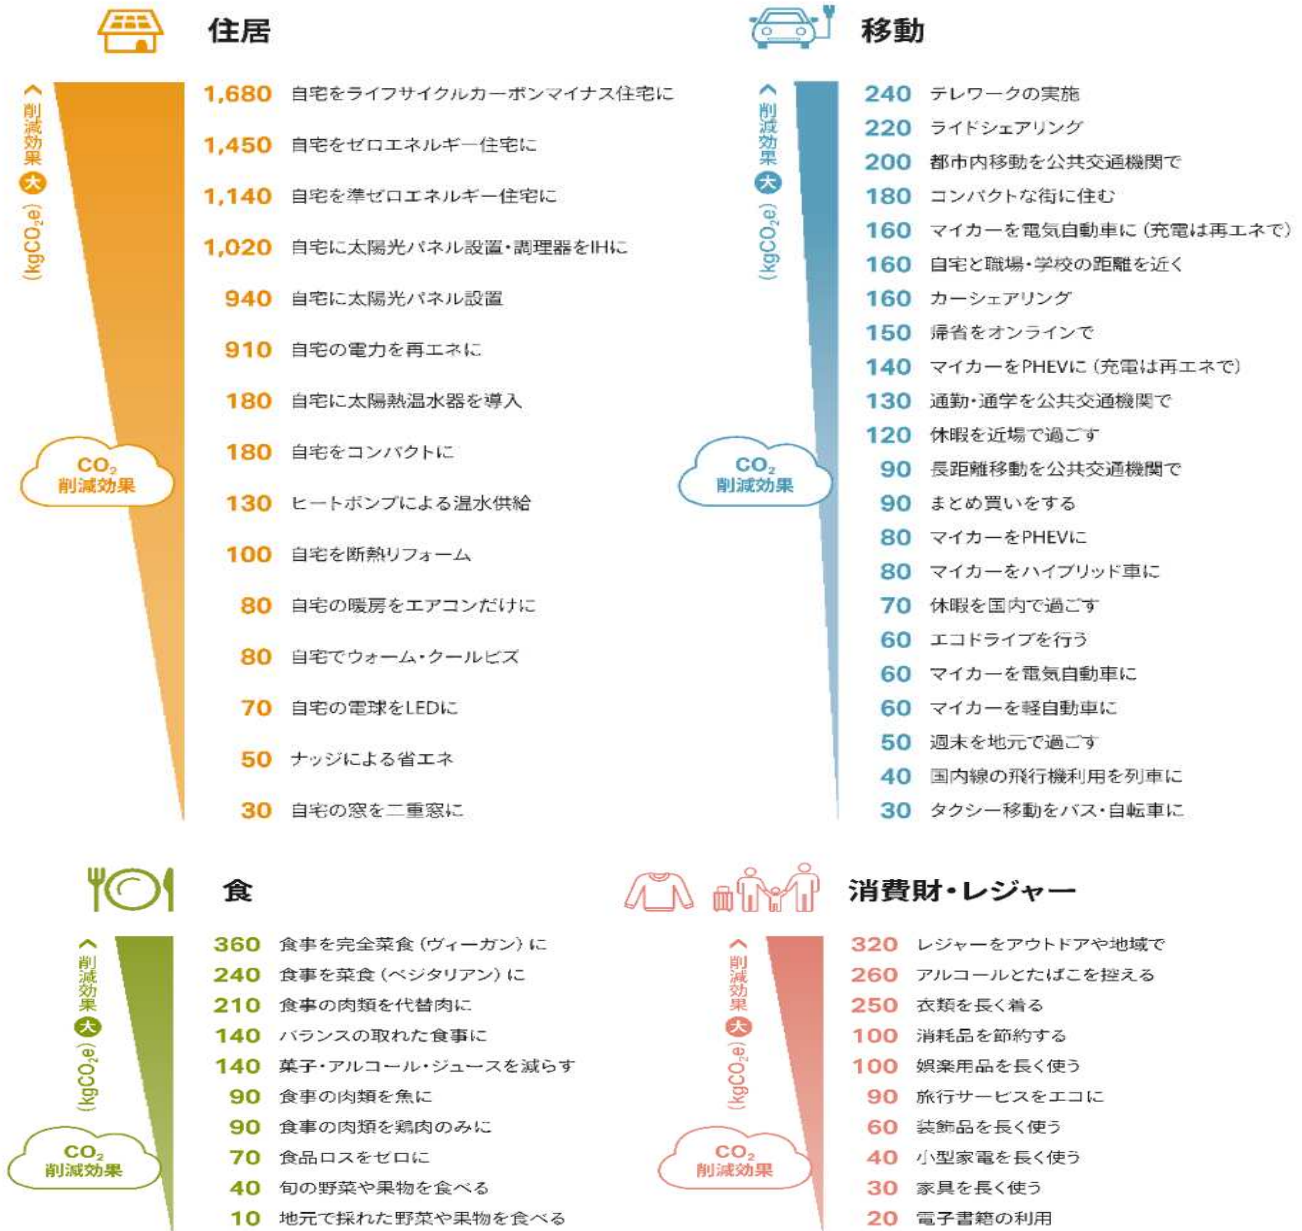 住居
削減効果 大 (kgCO₂e)
1,680 自宅をライフサイクルカーボンマイナス住宅に
1,450 自宅をゼロエネルギー住宅に
1,140 自宅を準ゼロエネルギー住宅に
1,020 自宅に太陽光パネル設置・調理器をIHに
940 自宅に太陽光パネル設置
910 自宅の電力を再エネに
180 自宅に太陽熱温水器を導入
180 自宅をコンパクトに
130 ヒートポンプによる温水供給
100 自宅を断熱リフォーム
80 自宅の暖房をエアコンだけに
80 自宅でウォーム・クールビズ
70 自宅の電球をLEDに
50 ナッジによる省エネ
30 自宅の窓を二重窓に
CO₂
削減効果
移動
削減効果 大 (kgCO₂e)
240 テレワークの実施
220 ライドシェアリング
200 都市内移動を公共交通機関で
180 コンパクトな街に住む
160 マイカーを電気自動車に(充電は再エネで)
160 自宅と職場・学校の距離を近く
160 カーシェアリング
150 帰省をオンラインで
140 マイカーをPHEVに(充電は再エネで)
130 通勤・通学を公共交通機関で
120 休暇を近場で過ごす
90 長距離移動を公共交通機関で
90 まとめ買いをする
80 マイカーをPHEVに
80 マイカーをハイブリッド車に
70 休暇を国内で過ごす
60 エコドライブを行う
60 マイカーを電気自動車に
60 マイカーを軽自動車に
50 週末を地元で過ごす
40 国内線の飛行機利用を列車に
30 タクシー移動をバス・自転車に
CO₂
削減効果
食
削減効果 大 (kgCO₂e)
360 食事を完全菜食(ヴィーガン)に
240 食事を菜食(ベジタリアン)に
210 食事の肉類を代替肉に
140 バランスの取れた食事に
140 菓子・アルコール・ジュースを減らす
90 食事の肉類を魚に
90 食事の肉類を鶏肉のみに
70 食品ロスをゼロに
40 旬の野菜や果物を食べる
10 地元で採れた野菜や果物を食べる
CO₂
削減効果
消費財・レジャー
削減効果 大 (kgCO₂e)
320 レジャーをアウトドアや地域で
260 アルコールとたばこを控える
250 衣類を長く着る
100 消耗品を節約する
100 娯楽用品を長く使う
90 旅行サービスをエコに
60 装飾品を長く使う
40 小型家電を長く使う
30 家具を長く使う
20 電子書籍の利用
CO₂
削減効果